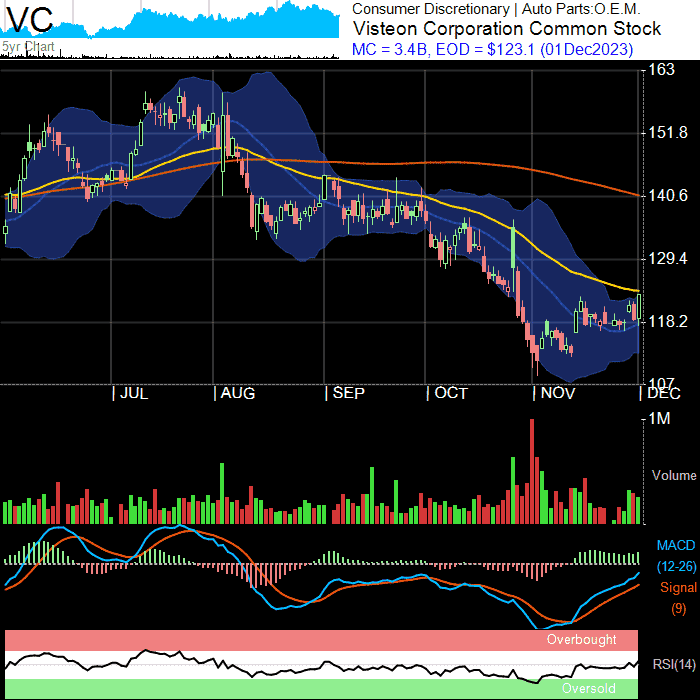 VC
5yr Chart
Consumer Discretionary | Auto Parts:O.E.M.
Visteon Corporation Common Stock
MC = 3.4B, EOD = $123.1 (01Dec2023)
163
151.8
140.6
129.4
118.2
107
JUL
AUG
SEP
OCT
NOV
DEC
1M
Volume
MACD
(12-26)
Signal
(9)
Overbought
RSI(14)
Oversold